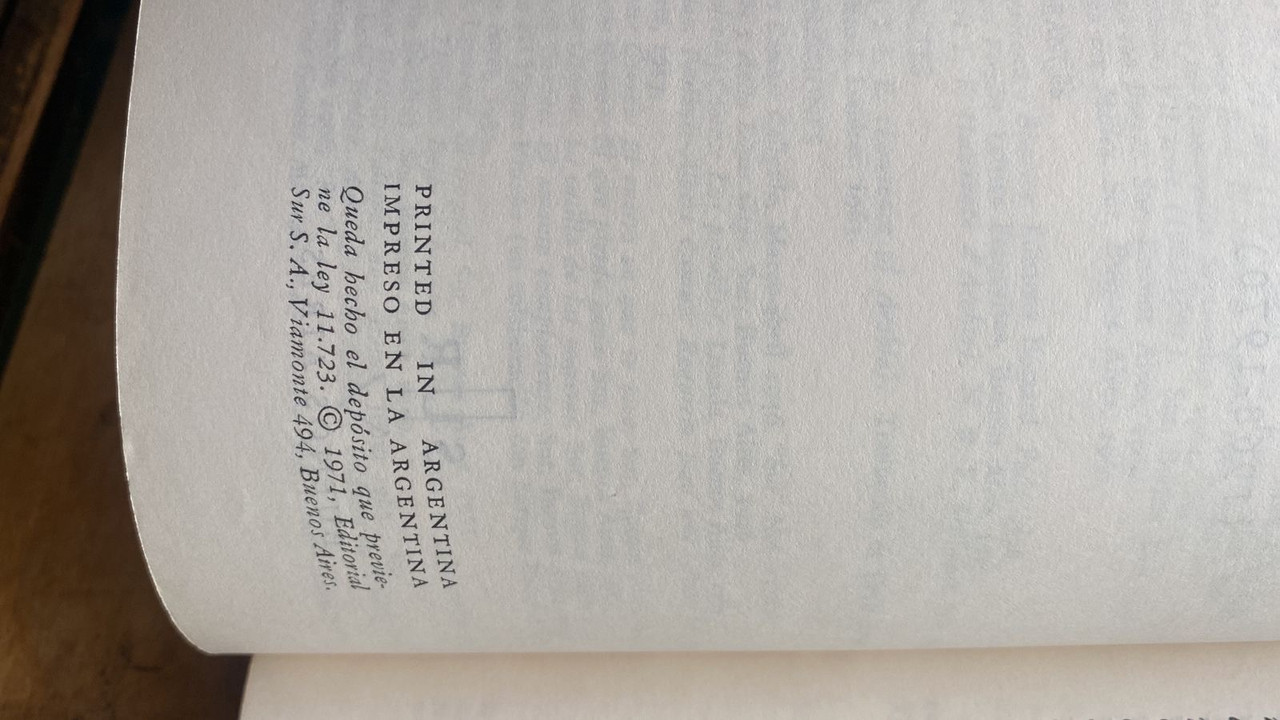 PRINTED IN ARGENTINA
IMPRESO EN LA ARGENTINA
Queda hecho el depósito que previe-
ne la ley 11.723. © 1971, Editorial
Sur S. A., Viamonte 494, Buenos Aires.